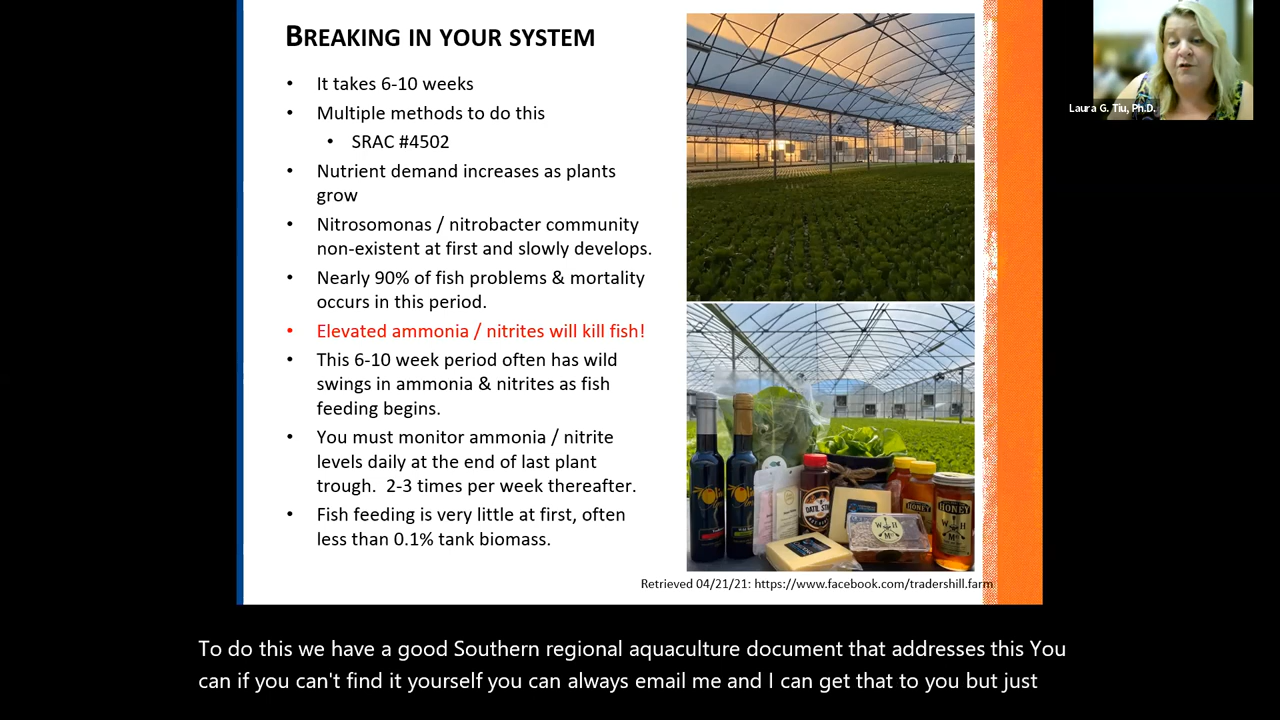 BREAKING IN YOUR SYSTEM
• It takes 6-10 weeks
• Multiple methods to do this
• SRAC #4502
• Nutrient demand increases as plants
grow
• Nitrosomonas / nitrobacter community
non-existent at first and slowly develops.
• Nearly 90% of fish problems & mortality
occurs in this period.
• Elevated ammonia / nitrites will kill fish!
• This 6-10 week period often has wild
swings in ammonia & nitrites as fish
feeding begins.
• You must monitor ammonia / nitrite
levels daily at the end of last plant
trough.  2-3 times per week thereafter.
• Fish feeding is very little at first, often
less than 0.1% tank biomass.
HONEY
HONEY
W H
W H
Retrieved 04/21/21: https://www.facebook.com/tradershill.farm
Laura G. Tiu, Ph.D.
To do this we have a good Southern regional aquaculture document that addresses this You
can if you can't find it yourself you can always email me and I can get that to you but just